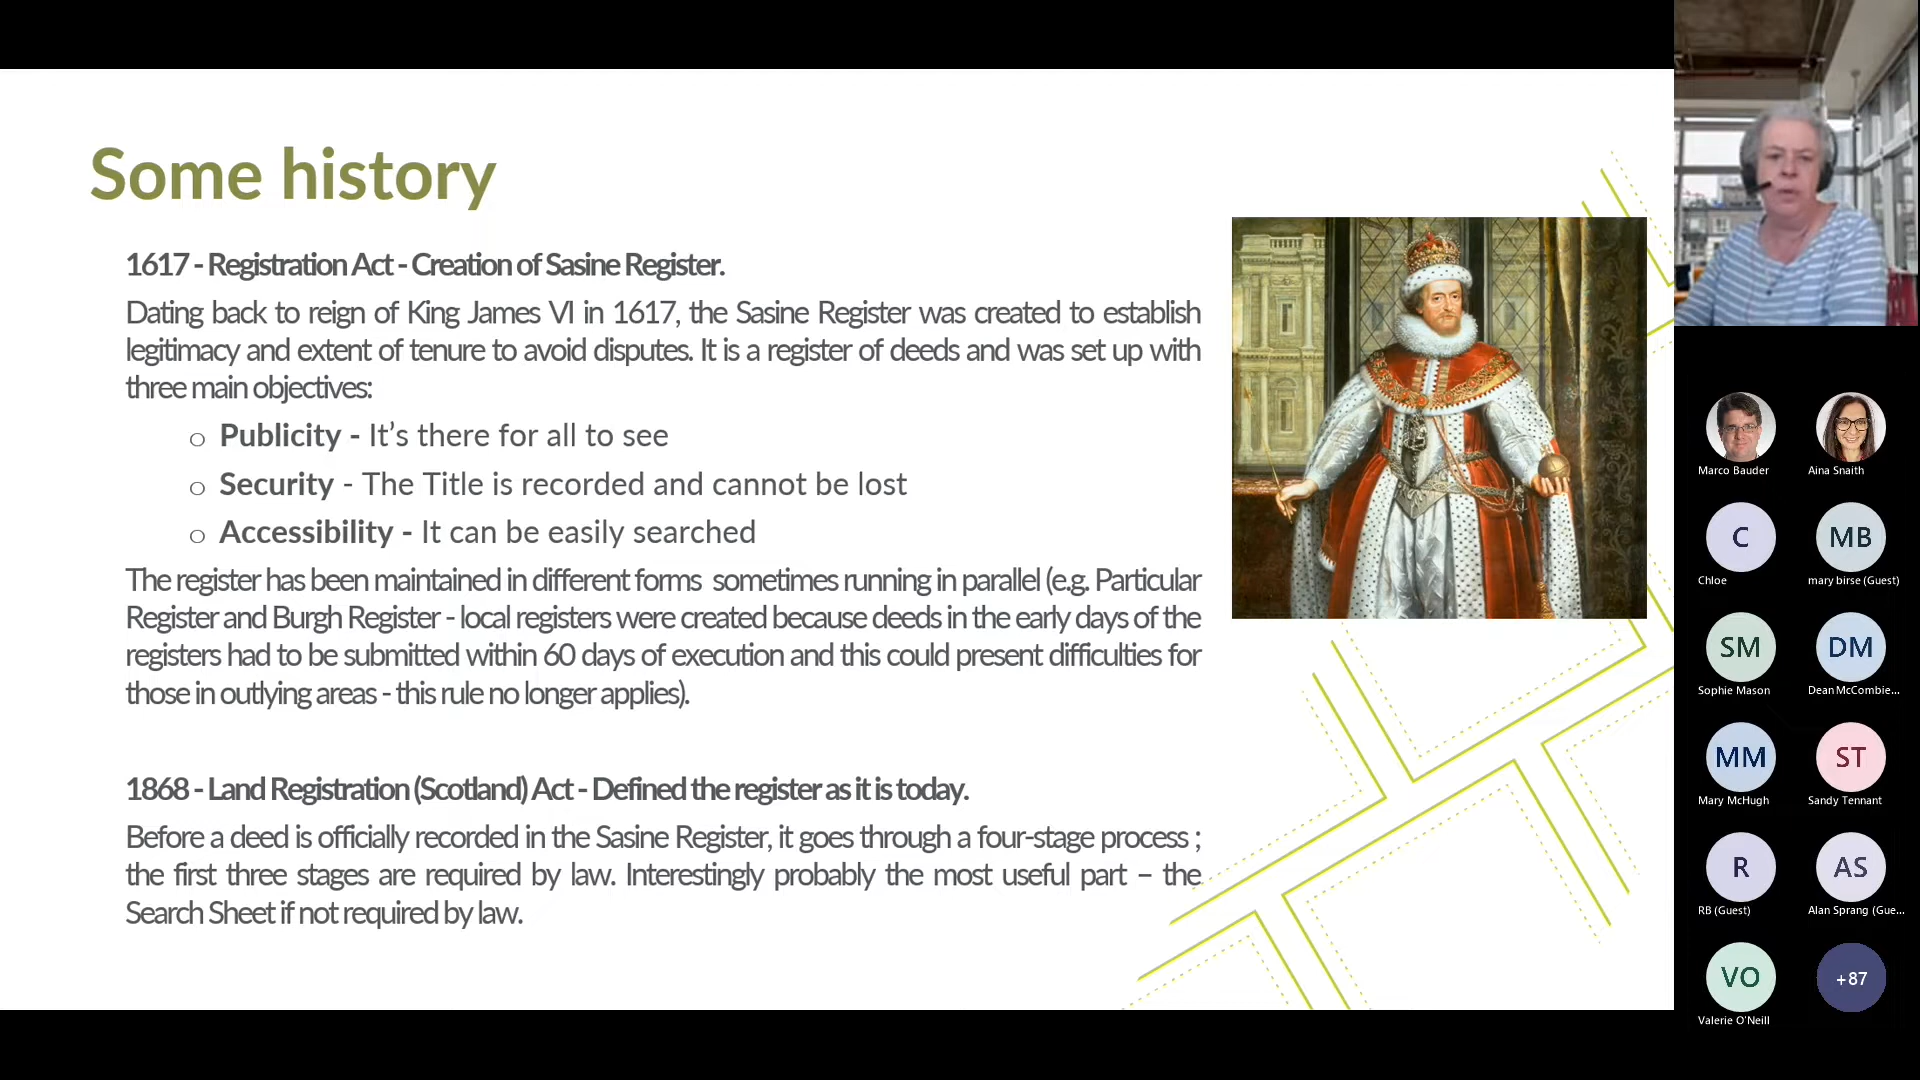 Some history
1617 - Registration Act - Creation of Sasine Register.
Dating back to reign of King James VI in 1617, the Sasine Register was created to establish
legitimacy and extent of tenure to avoid disputes. It is a register of deeds and was set up with
three main objectives:
o Publicity - It’s there for all to see
o Security - The Title is recorded and cannot be lost
o Accessibility - It can be easily searched
The register has been maintained in different forms  sometimes running in parallel (e.g. Particular
Register and Burgh Register - local registers were created because deeds in the early days of the
registers had to be submitted within 60 days of execution and this could present difficulties for
those in outlying areas - this rule no longer applies).
1868 - Land Registration (Scotland) Act - Defined the register as it is today.
Before a deed is officially recorded in the Sasine Register, it goes through a four-stage process ;
the first three stages are required by law. Interestingly probably the most useful part – the
Search Sheet if not required by law.
Marco Bauder
Aina Snaith
C
MB
Chloe
mary birse (Guest)
SM
DM
Sophie Mason
Dean McCombie...
MM
ST
Mary McHugh
Sandy Tennant
R
AS
RB (Guest)
Alan Sprang (Gue...
VO
+87
Valerie O'Neill